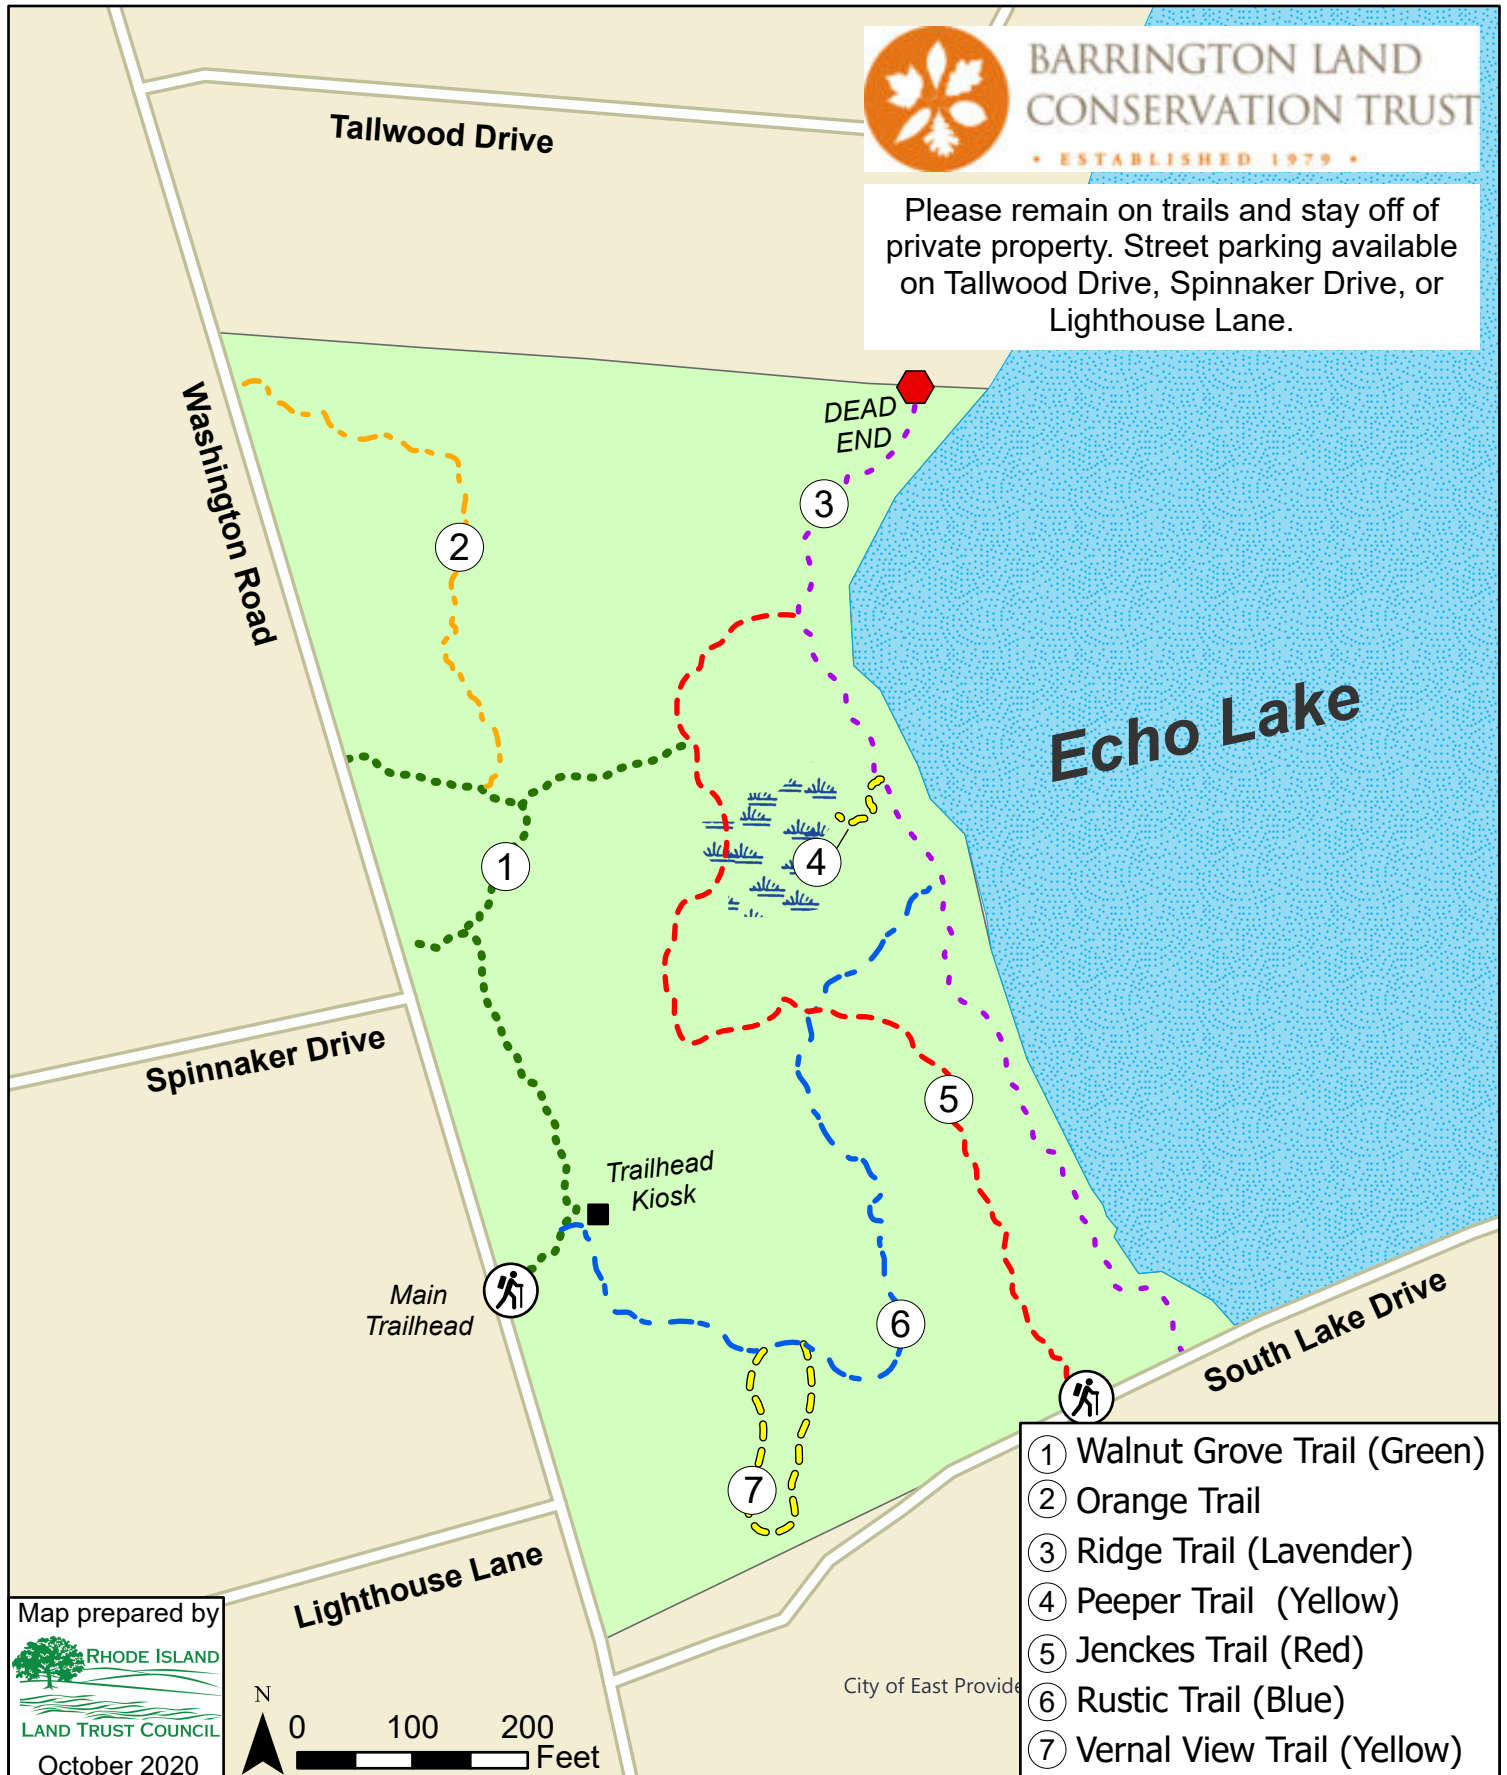 BARRINGTON LAND
CONSERVATION TRUST
• ESTABLISHED 1979 •
Please remain on trails and stay off of
private property. Street parking available
on Tallwood Drive, Spinnaker Drive, or
Lighthouse Lane.
Tallwood Drive
Washington Road
DEAD
END
3
2
Echo Lake
1
4
Spinnaker Drive
5
Trailhead
Kiosk
Main
Trailhead
6
South Lake Drive
7
Lighthouse Lane
1 Walnut Grove Trail (Green)
2 Orange Trail
3 Ridge Trail (Lavender)
4 Peeper Trail (Yellow)
5 Jenckes Trail (Red)
6 Rustic Trail (Blue)
7 Vernal View Trail (Yellow)
City of East Provide
Map prepared by
RHODE ISLAND
LAND TRUST COUNCIL
October 2020
N
0 100 200
Feet